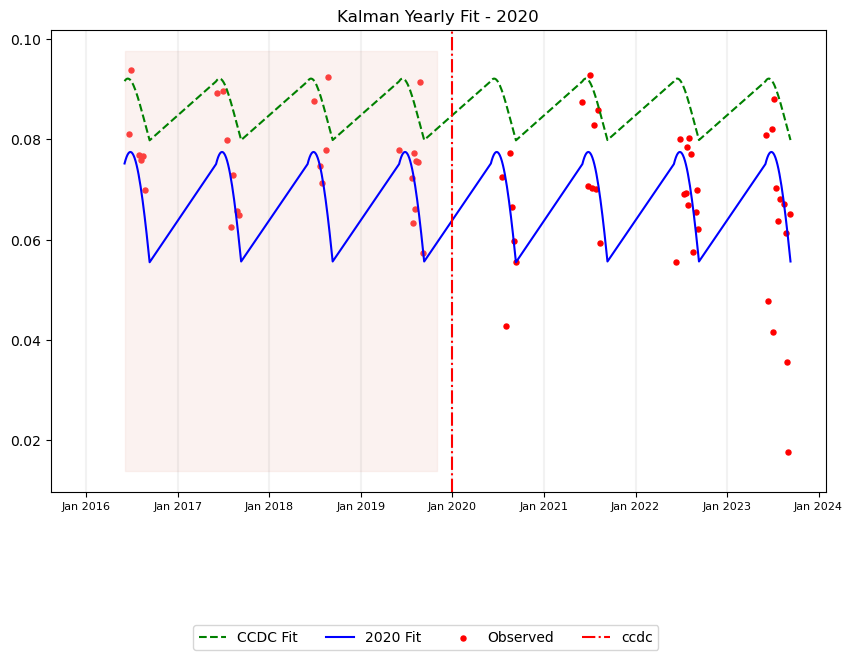 Kalman Yearly Fit - 2020
0.10
0.08
0.06
0.04
0.02
Jan 2016 Jan 2017 Jan 2018 Jan 2019 Jan 2020 Jan 2021 Jan 2022 Jan 2023 Jan 2024
CCDC Fit 2020 Fit Observed ccdc